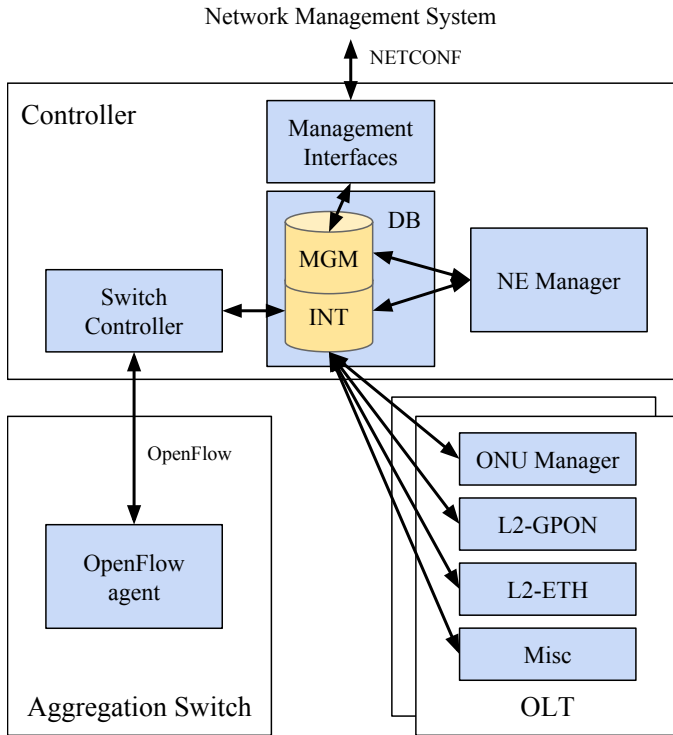 Network Management System
NETCONF
Controller
Management
Interfaces
DB
MGM
INT
NE Manager
Switch
Controller
OpenFlow
ONU Manager
L2-GPON
OpenFlow
agent
L2-ETH
Misc
Aggregation Switch
OLT